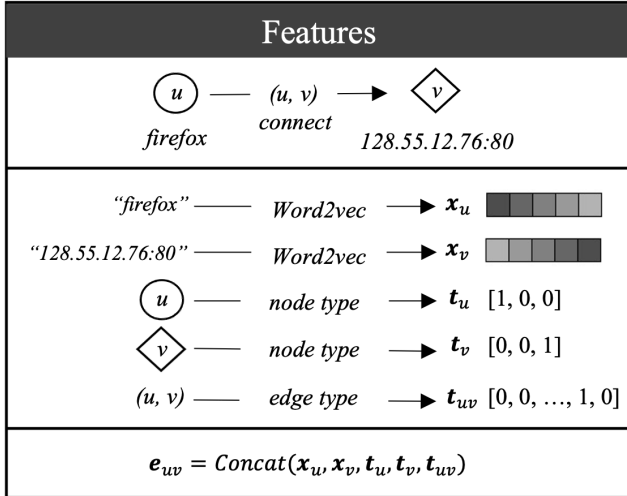 Features
u (u, v) v
firefox connect 128.55.12.76:80
“firefox” Word2vec x_u
“128.55.12.76:80” Word2vec x_v
u node type t_u [1, 0, 0]
v node type t_v [0, 0, 1]
(u, v) edge type t_uv [0, 0, …, 1, 0]
e_uv = Concat(x_u, x_v, t_u, t_v, t_uv)